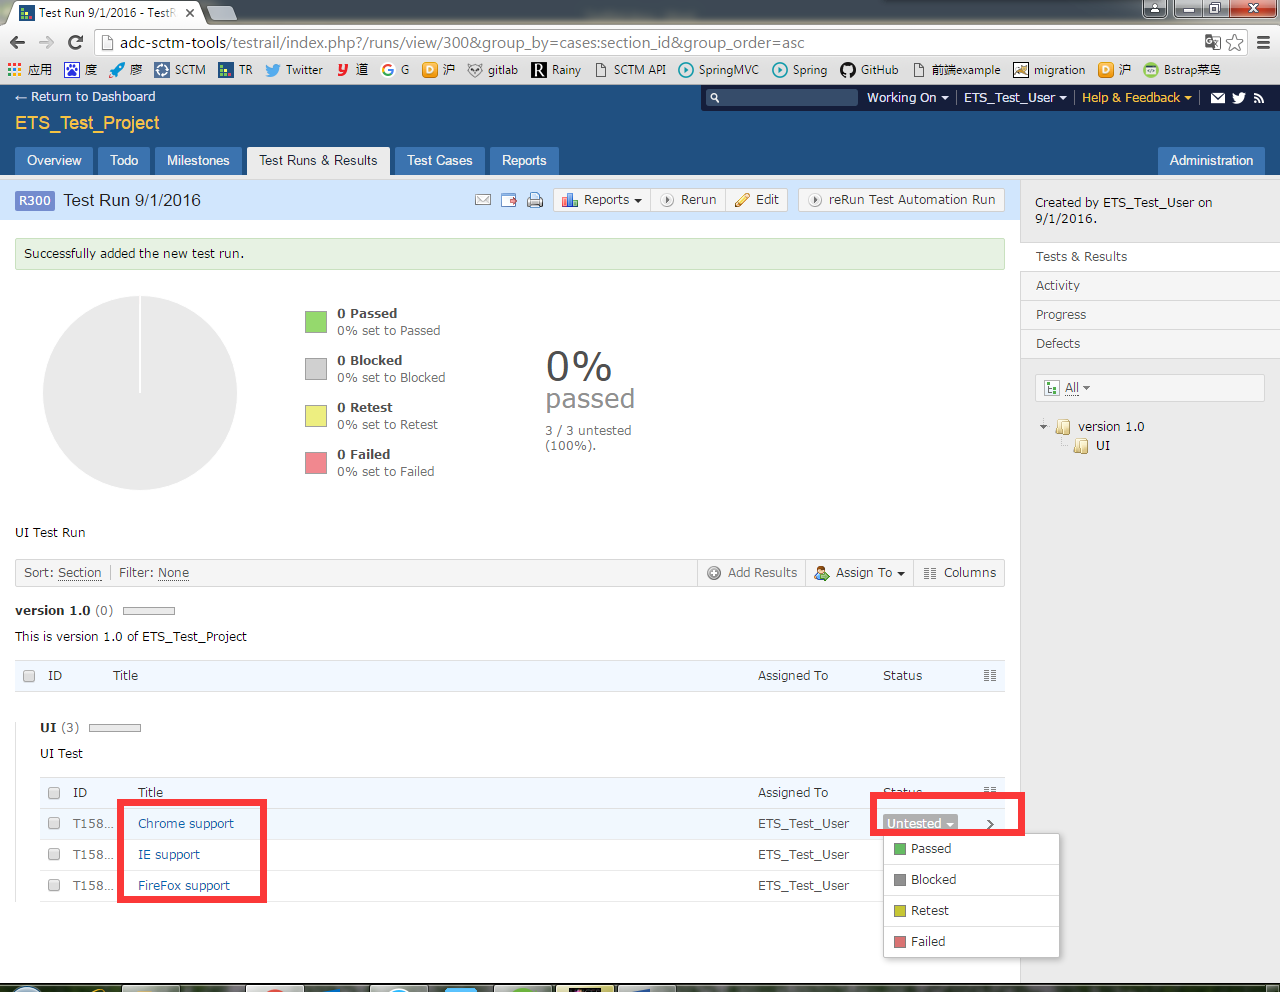 Test Run 9/1/2016 - TestR
adc-sctm-tools/testrail/index.php?/runs/view/300&group_by=cases:section_id&group_order=asc
应用 度 廖 SCTM TR Twitter 道 G 沪 gitlab Rainy SCTM API SpringMVC Spring GitHub 前端example migration 沪 Bstrap菜鸟
← Return to Dashboard
Working On ETS_Test_User Help & Feedback
ETS_Test_Project
Overview Todo Milestones Test Runs & Results Test Cases Reports Administration
R300 Test Run 9/1/2016 Reports Rerun Edit reRun Test Automation Run
Created by ETS_Test_User on
9/1/2016.
Successfully added the new test run.
Tests & Results
Activity
Progress
Defects
All
version 1.0
UI
0 Passed
0% set to Passed
0 Blocked
0% set to Blocked
0 Retest
0% set to Retest
0 Failed
0% set to Failed
0%
passed
3 / 3 untested
(100%).
UI Test Run
Sort: Section Filter: None Add Results Assign To Columns
version 1.0 (0)
This is version 1.0 of ETS_Test_Project
ID Title Assigned To Status
UI (3)
UI Test
ID Title Assigned To Status
T158... Chrome support ETS_Test_User Untested
T158... IE support ETS_Test_User
T158... FireFox support ETS_Test_User
Passed
Blocked
Retest
Failed